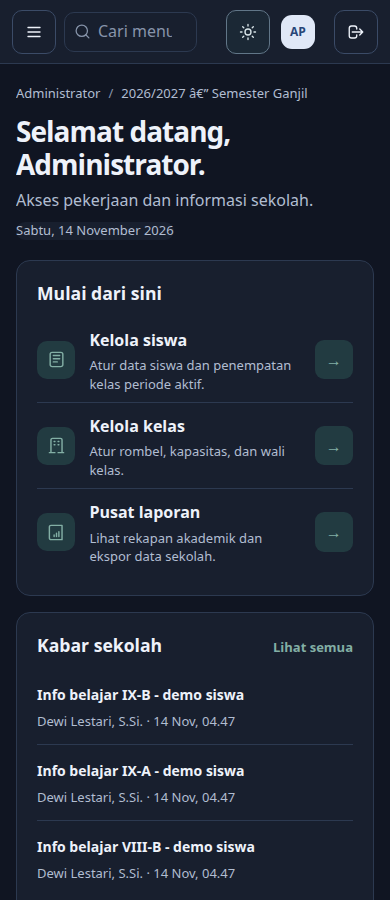 Cari menu
AP
Administrator / 2026/2027 â€” Semester Ganjil
Selamat datang,
Administrator.
Akses pekerjaan dan informasi sekolah.
Sabtu, 14 November 2026
Mulai dari sini
Kelola siswa
Atur data siswa dan penempatan
kelas periode aktif.
→
Kelola kelas
Atur rombel, kapasitas, dan wali
kelas.
→
Pusat laporan
Lihat rekapan akademik dan
ekspor data sekolah.
→
Kabar sekolah
Lihat semua
Info belajar IX-B - demo siswa
Dewi Lestari, S.Si. · 14 Nov, 04.47
Info belajar IX-A - demo siswa
Dewi Lestari, S.Si. · 14 Nov, 04.47
Info belajar VIII-B - demo siswa
Dewi Lestari, S.Si. · 14 Nov, 04.47